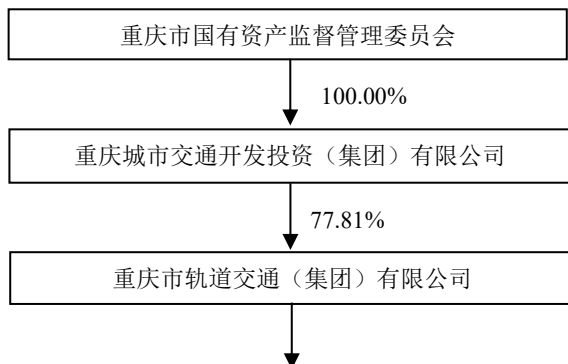 重庆市国有资产监督管理委员会
100.00%
重庆城市交通开发投资（集团）有限公司
77.81%
重庆市轨道交通（集团）有限公司